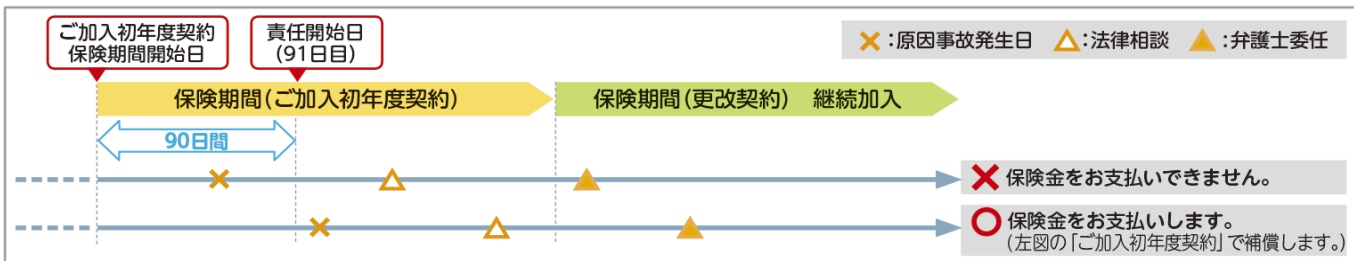 ご加入初年度契約
保険期間開始日
責任開始日
(91日目)
×:原因事故発生日 △:法律相談 ▲:弁護士委任
保険期間(ご加入初年度契約)
保険期間(更改契約) 継続加入
90日間
× 保険金をお支払いできません。
○ 保険金をお支払いします。
(左図の「ご加入初年度契約」で補償します。)